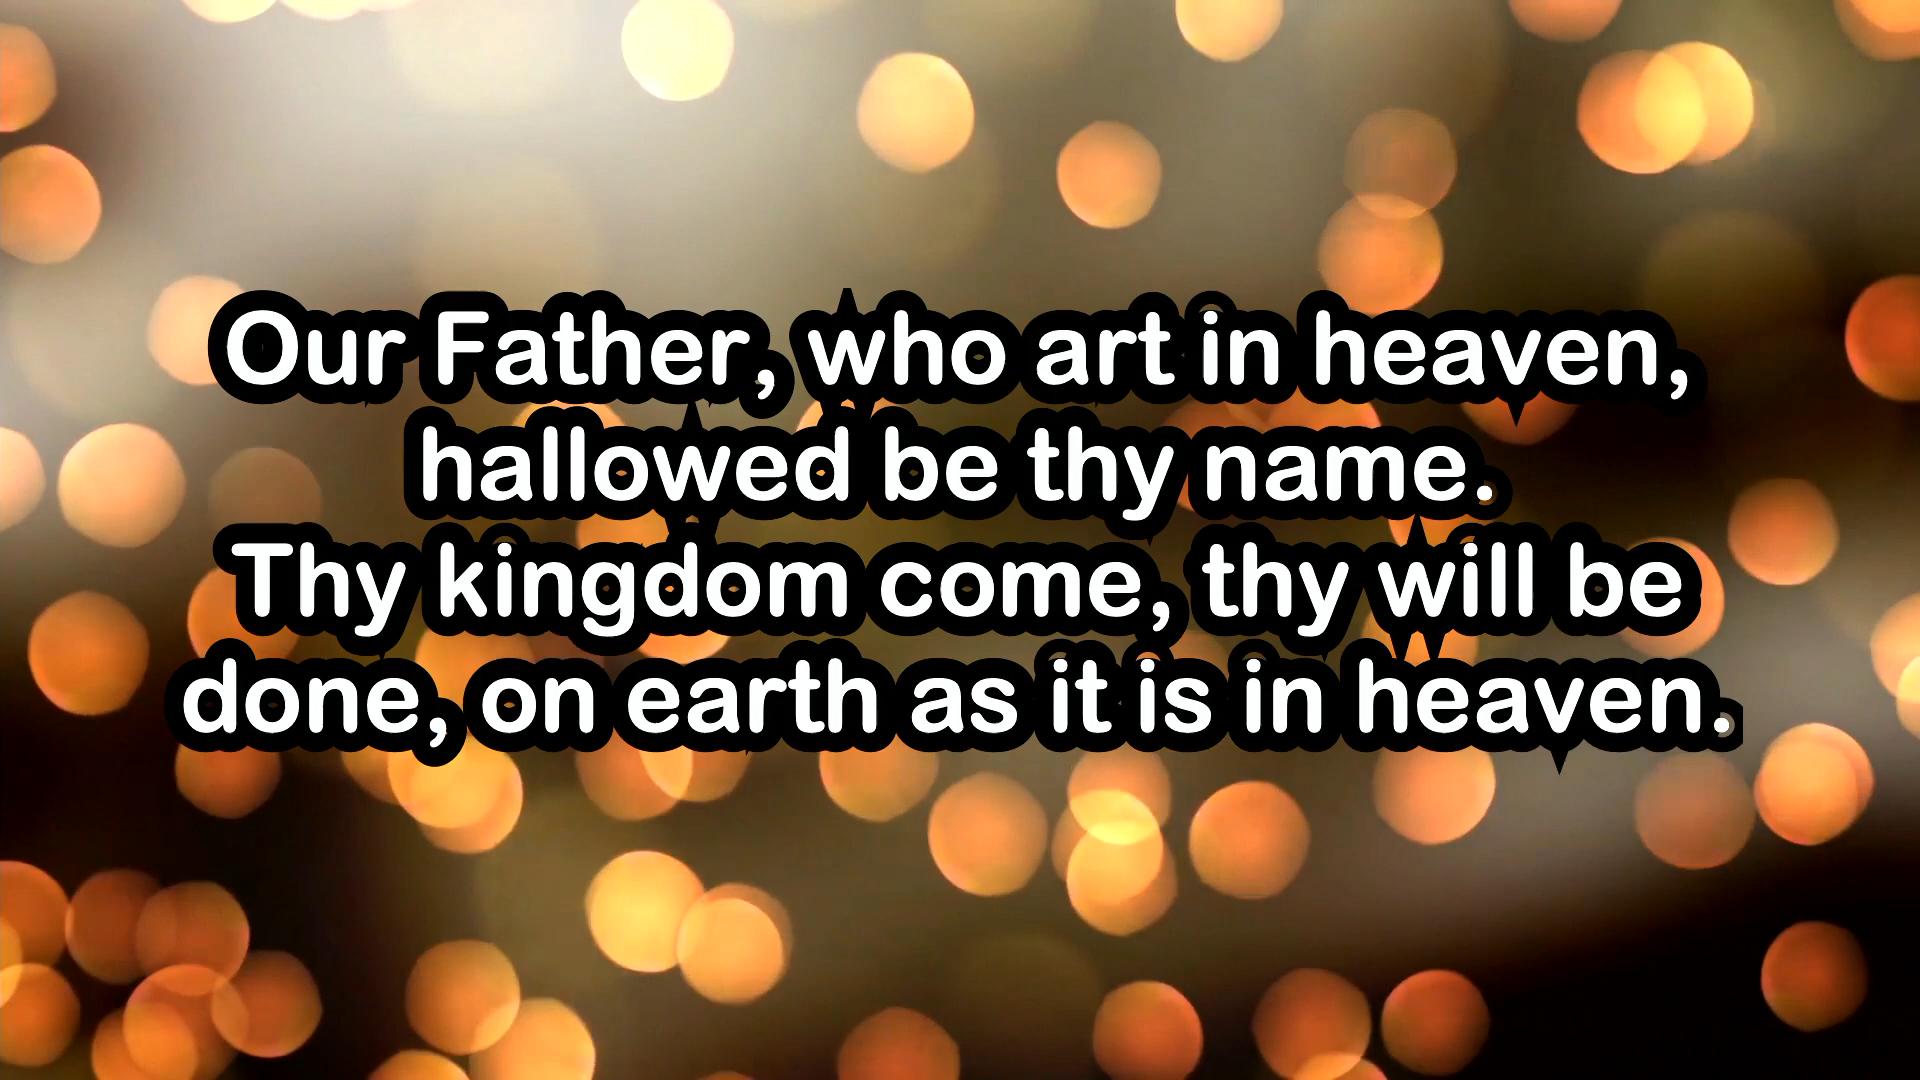 Our Father, who art in heaven,
hallowed be thy name.
Thy kingdom come, thy will be
done, on earth as it is in heaven.